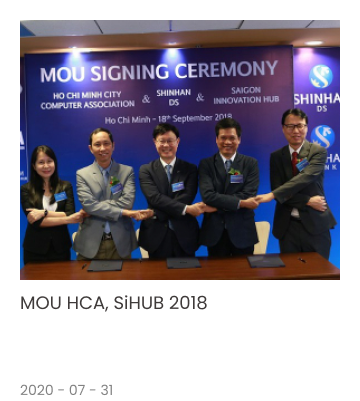 MOU SIGNING CEREMONY
HO CHI MINH CITY
COMPUTER ASSOCIATION
&
SHINHAN
DS
&
SAIGON
INNOVATION HUB
Ho Chi Minh – 18th September 2018
SHINHA
DS
MOU HCA, SiHUB 2018
2020 - 07 - 31